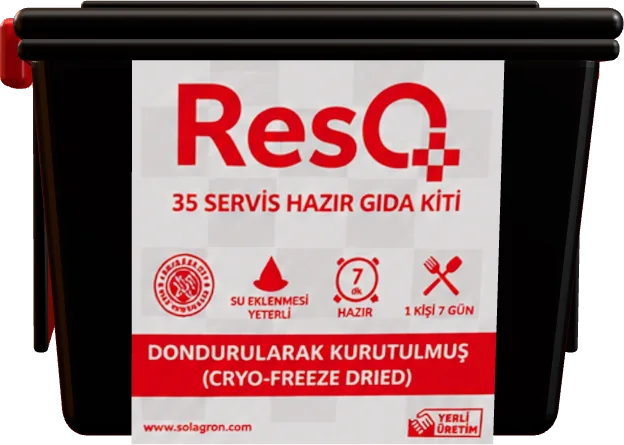 ResQ
35 SERVİS HAZIR GIDA KİTİ
SU EKLENMESİ
YETERLİ
7
dk
HAZIR
1 KİŞİ 7 GÜN
DONDURULARAK KURUTULMUŞ
(CRYO-FREEZE DRIED)
www.solagron.com
YERLİ
ÜRETİM